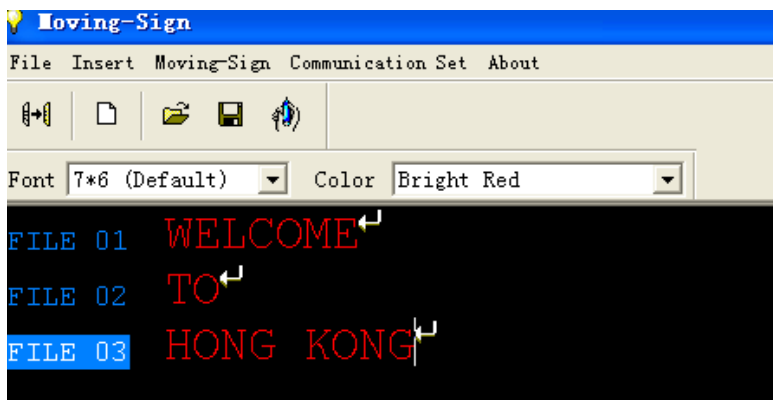 Moving-Sign
File Insert Moving-Sign Communication Set About
Font 7*6 (Default) Color Bright Red
FILE 01 WELCOME
FILE 02 TO
FILE 03 HONG KONG